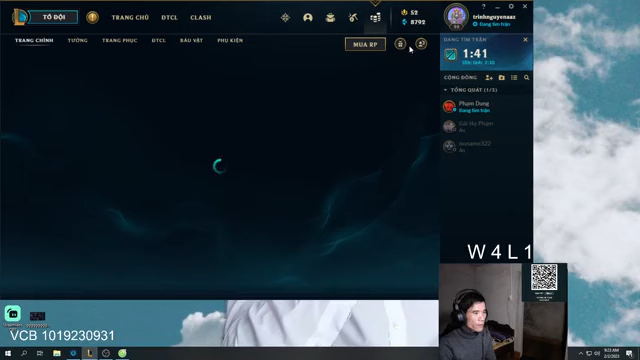 TỔ ĐỘI
TRANG CHỦ
ĐTCL
CLASH
52
8792
trinhnguyenaaz
Đang tìm trận
TRANG CHÍNH
TƯỚNG
TRANG PHỤC
ĐTCL
BÁU VẬT
PHỤ KIỆN
MUA RP
ĐANG TÌM TRẬN
1:41
CỘNG ĐỒNG
TỔNG QUÁT (1/3)
Phạm Dung
Đang tìm trận
W 4 L 1
VCB 1019230931